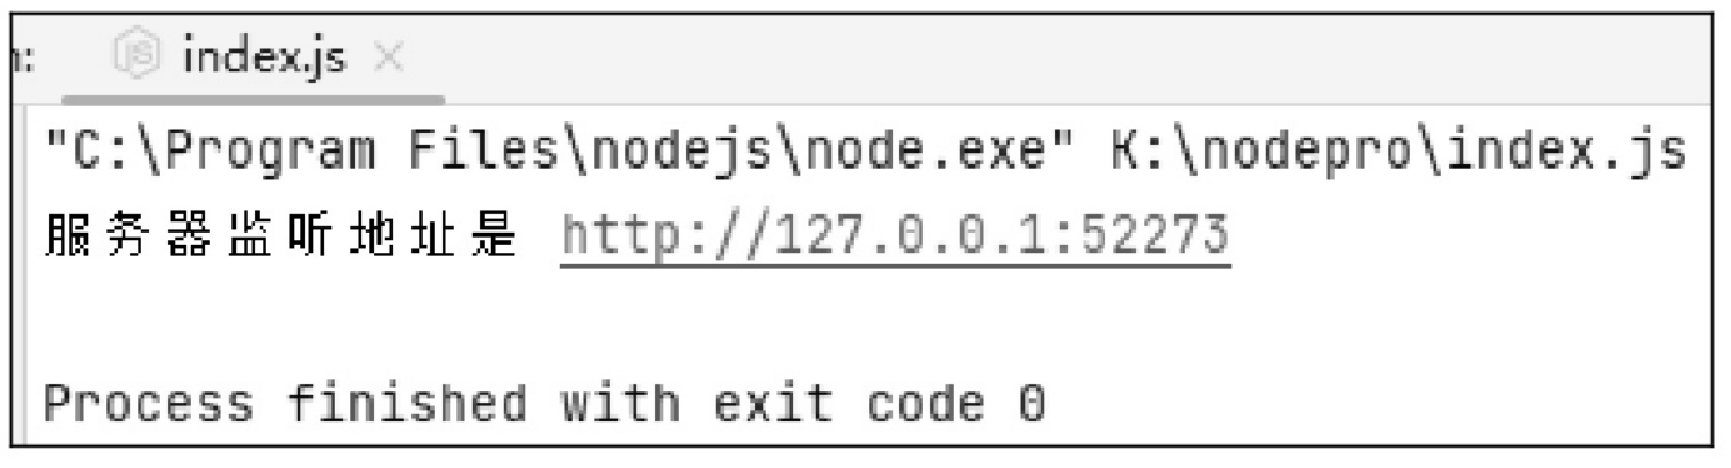 index.js
"C:\Program Files\nodejs\node.exe" K:\nodepro\index.js
服务器监听地址是 http://127.0.0.1:52273
Process finished with exit code 0